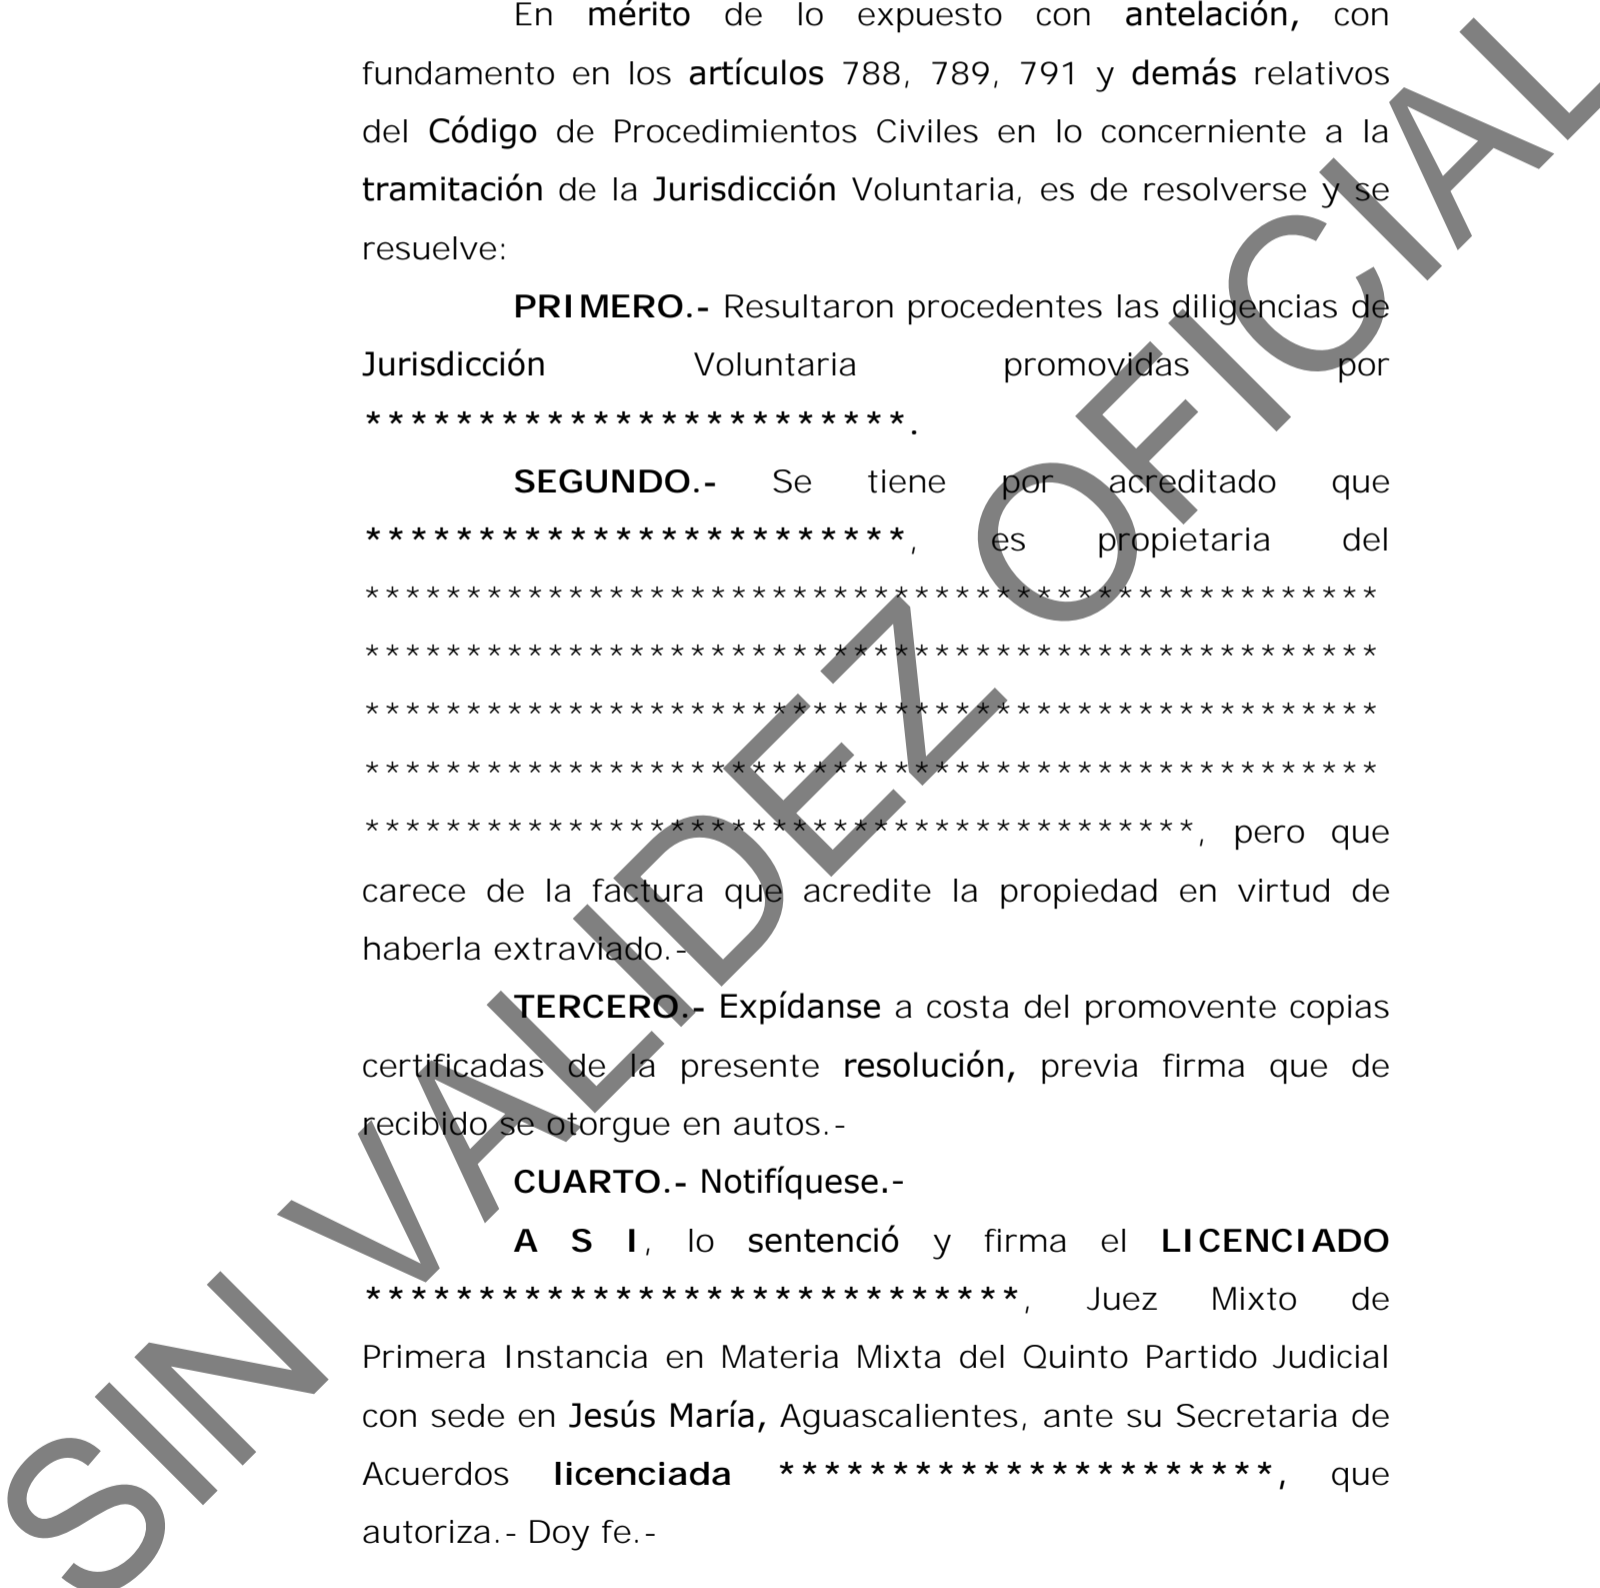 En mérito de lo expuesto con antelación, con
fundamento en los artículos 788, 789, 791 y demás relativos
del Código de Procedimientos Civiles en lo concerniente a la
tramitación de la Jurisdicción Voluntaria, es de resolverse y se
resuelve:
PRIMERO.- Resultaron procedentes las diligencias de
Jurisdicción Voluntaria promovidas por
************************.
SEGUNDO.- Se tiene por acreditado que
************************, es propietaria del
**************************************************
**************************************************
**************************************************
**************************************************
*****************************************, pero que
carece de la factura que acredite la propiedad en virtud de
haberla extraviado.-
TERCERO.- Expídanse a costa del promovente copias
certificadas de la presente resolución, previa firma que de
recibido se otorgue en autos.-
CUARTO.- Notifíquese.-
A S I, lo sentenció y firma el LICENCIADO
*****************************, Juez Mixto de
Primera Instancia en Materia Mixta del Quinto Partido Judicial
con sede en Jesús María, Aguascalientes, ante su Secretaria de
Acuerdos licenciada **********************, que
autoriza.- Doy fe.-
SIN VALIDEZ OFICIAL